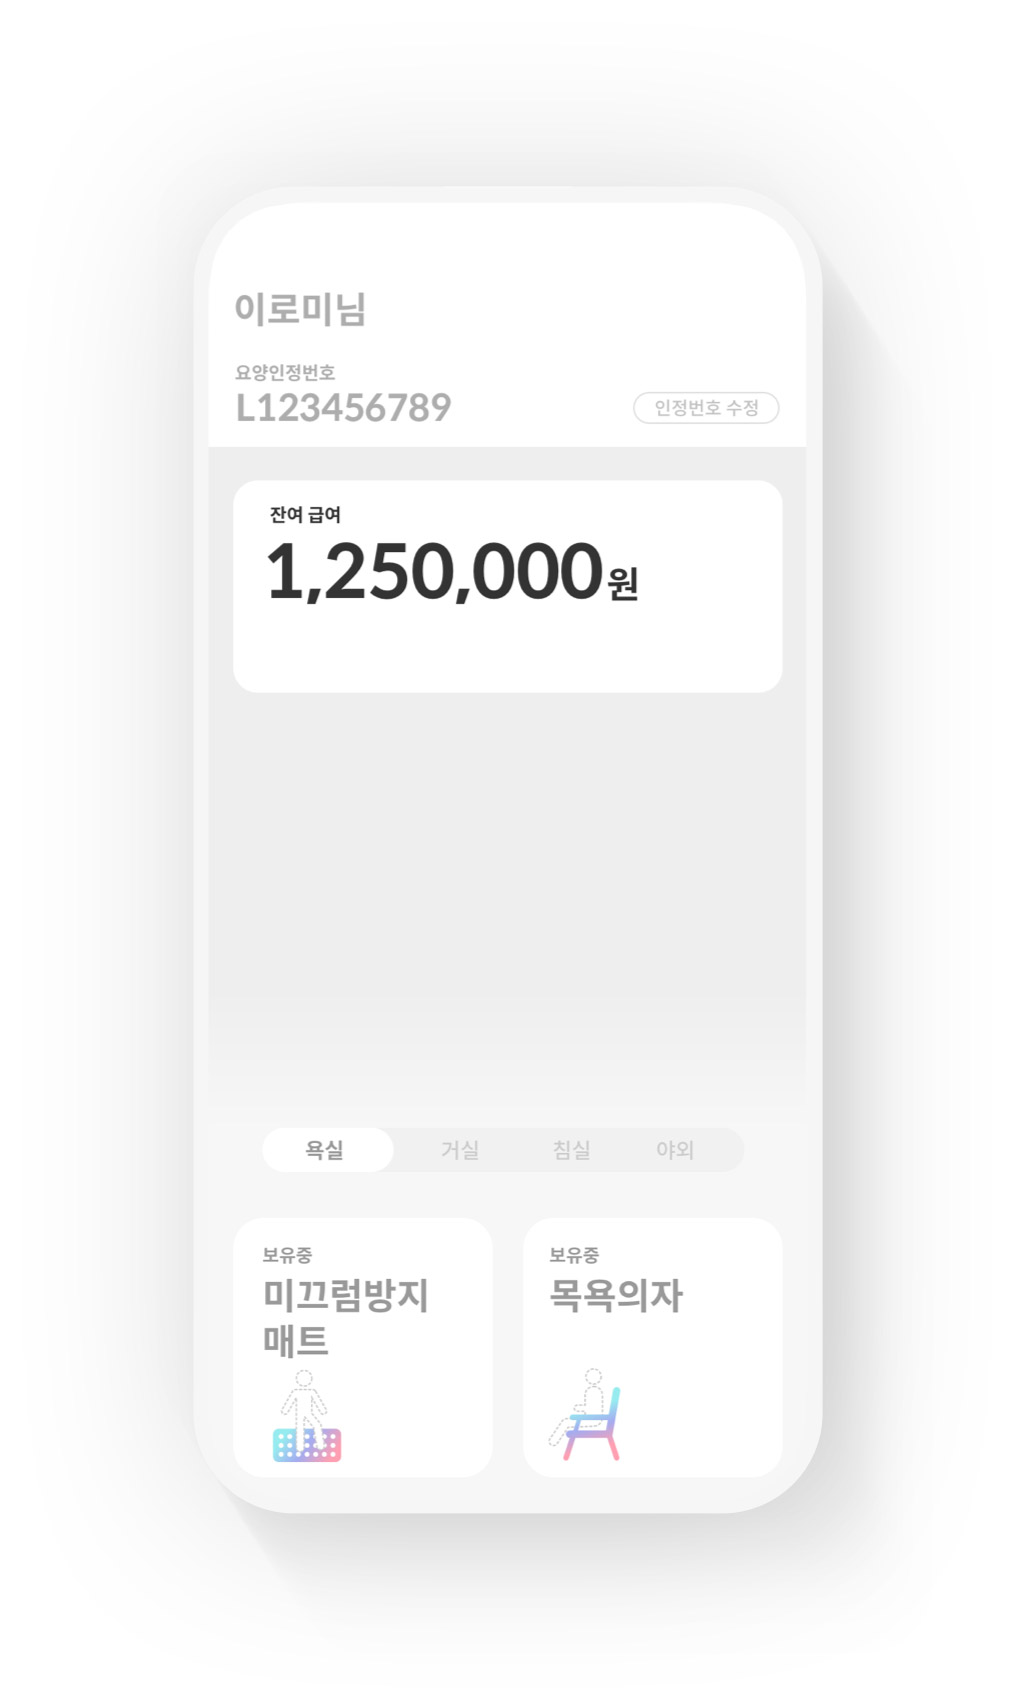 이로미님
요양인정번호
L123456789
인정번호 수정
잔여 급여
1,250,000원
욕실 거실 침실 야외
보유중
미끄럼방지
매트
보유중
목욕의자